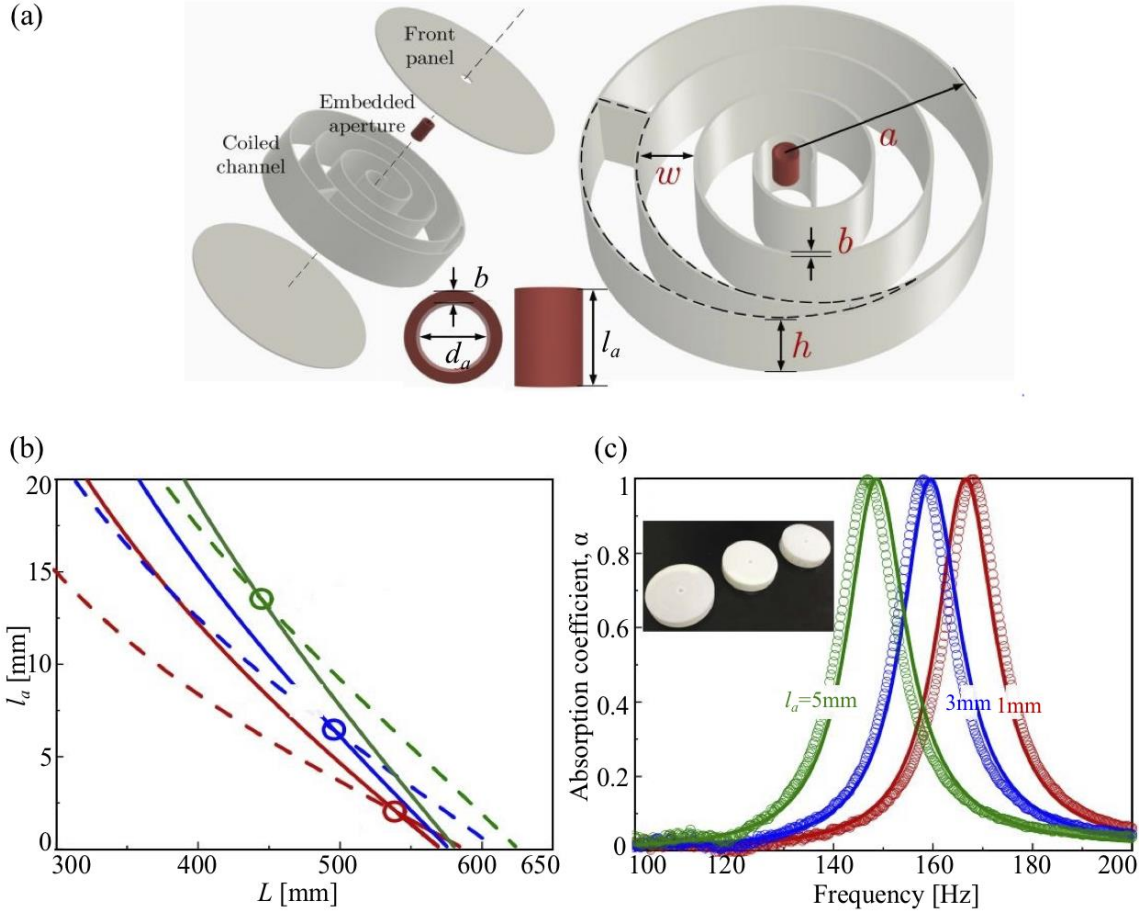 (a)
Front
panel
Embedded
aperture
Coiled
channel
a
w
b
b
d_a
l_a
h
(b)
(c)
20
15
10
5
0
l_a [mm]
300
400
500
600
650
L [mm]
1
0.8
0.6
0.4
0.2
0
Absorption coefficient, α
l_a=5mm
3mm
1mm
100
120
140
160
180
200
Frequency [Hz]